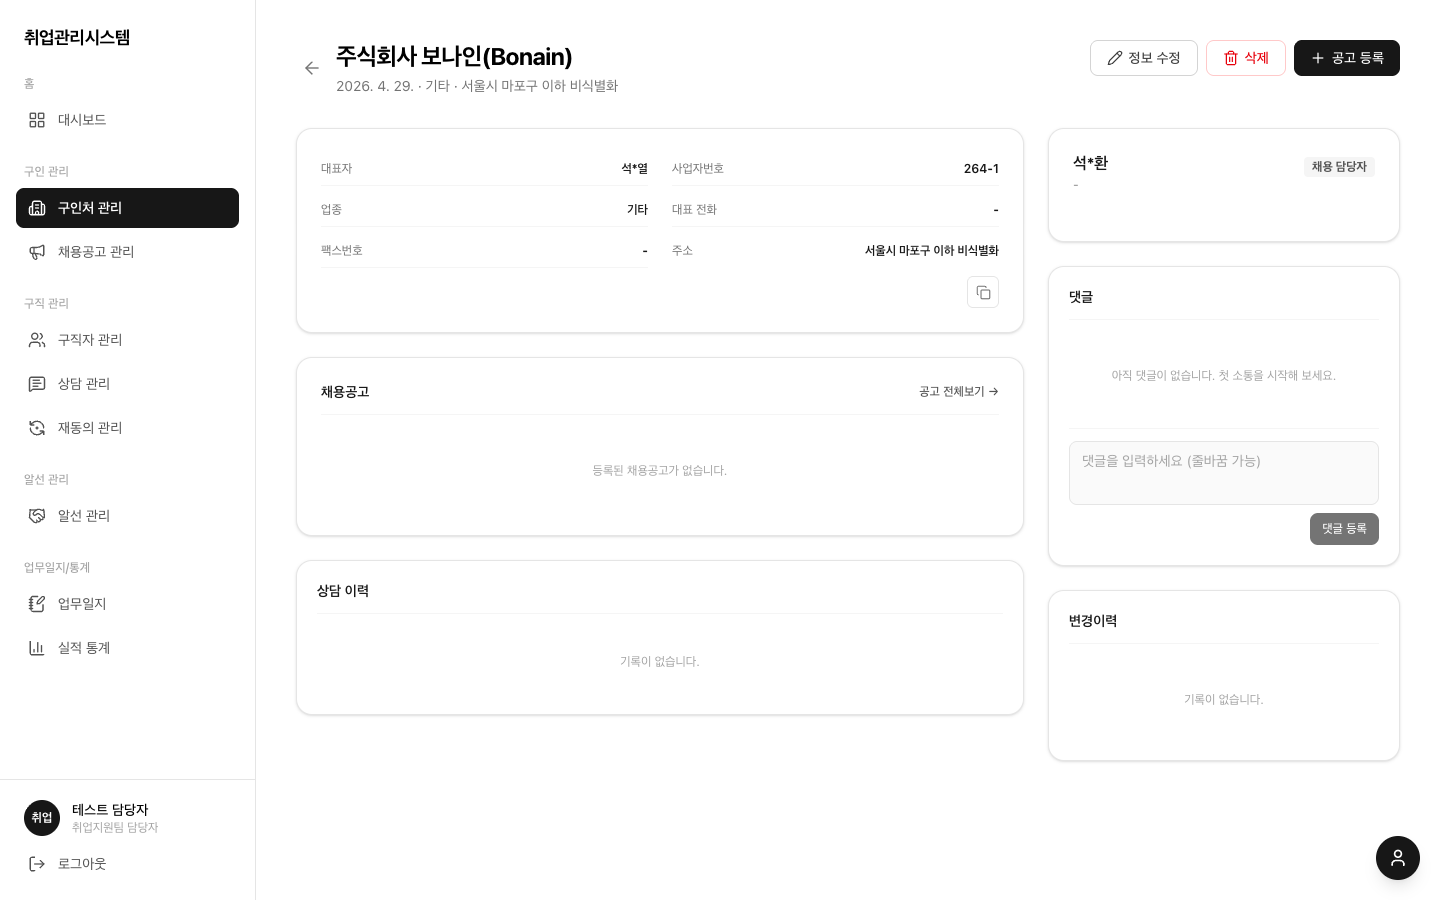 취업관리시스템
홈
대시보드
구인 관리
구인처 관리
채용공고 관리
구직 관리
구직자 관리
상담 관리
재동의 관리
알선 관리
알선 관리
업무일지/통계
업무일지
실적 통계
취업
테스트 담당자
취업지원팀 담당자
로그아웃
주식회사 보나인(Bonain)
2026. 4. 29. · 기타 · 서울시 마포구 이하 비식별화
정보 수정
삭제
공고 등록
대표자 석*열 사업자번호 264-1
업종 기타 대표 전화 -
팩스번호 - 주소 서울시 마포구 이하 비식별화
채용공고
공고 전체보기 →
등록된 채용공고가 없습니다.
상담 이력
기록이 없습니다.
석*환
채용 담당자
-
댓글
아직 댓글이 없습니다. 첫 소통을 시작해 보세요.
댓글을 입력하세요 (줄바꿈 가능)
댓글 등록
변경이력
기록이 없습니다.